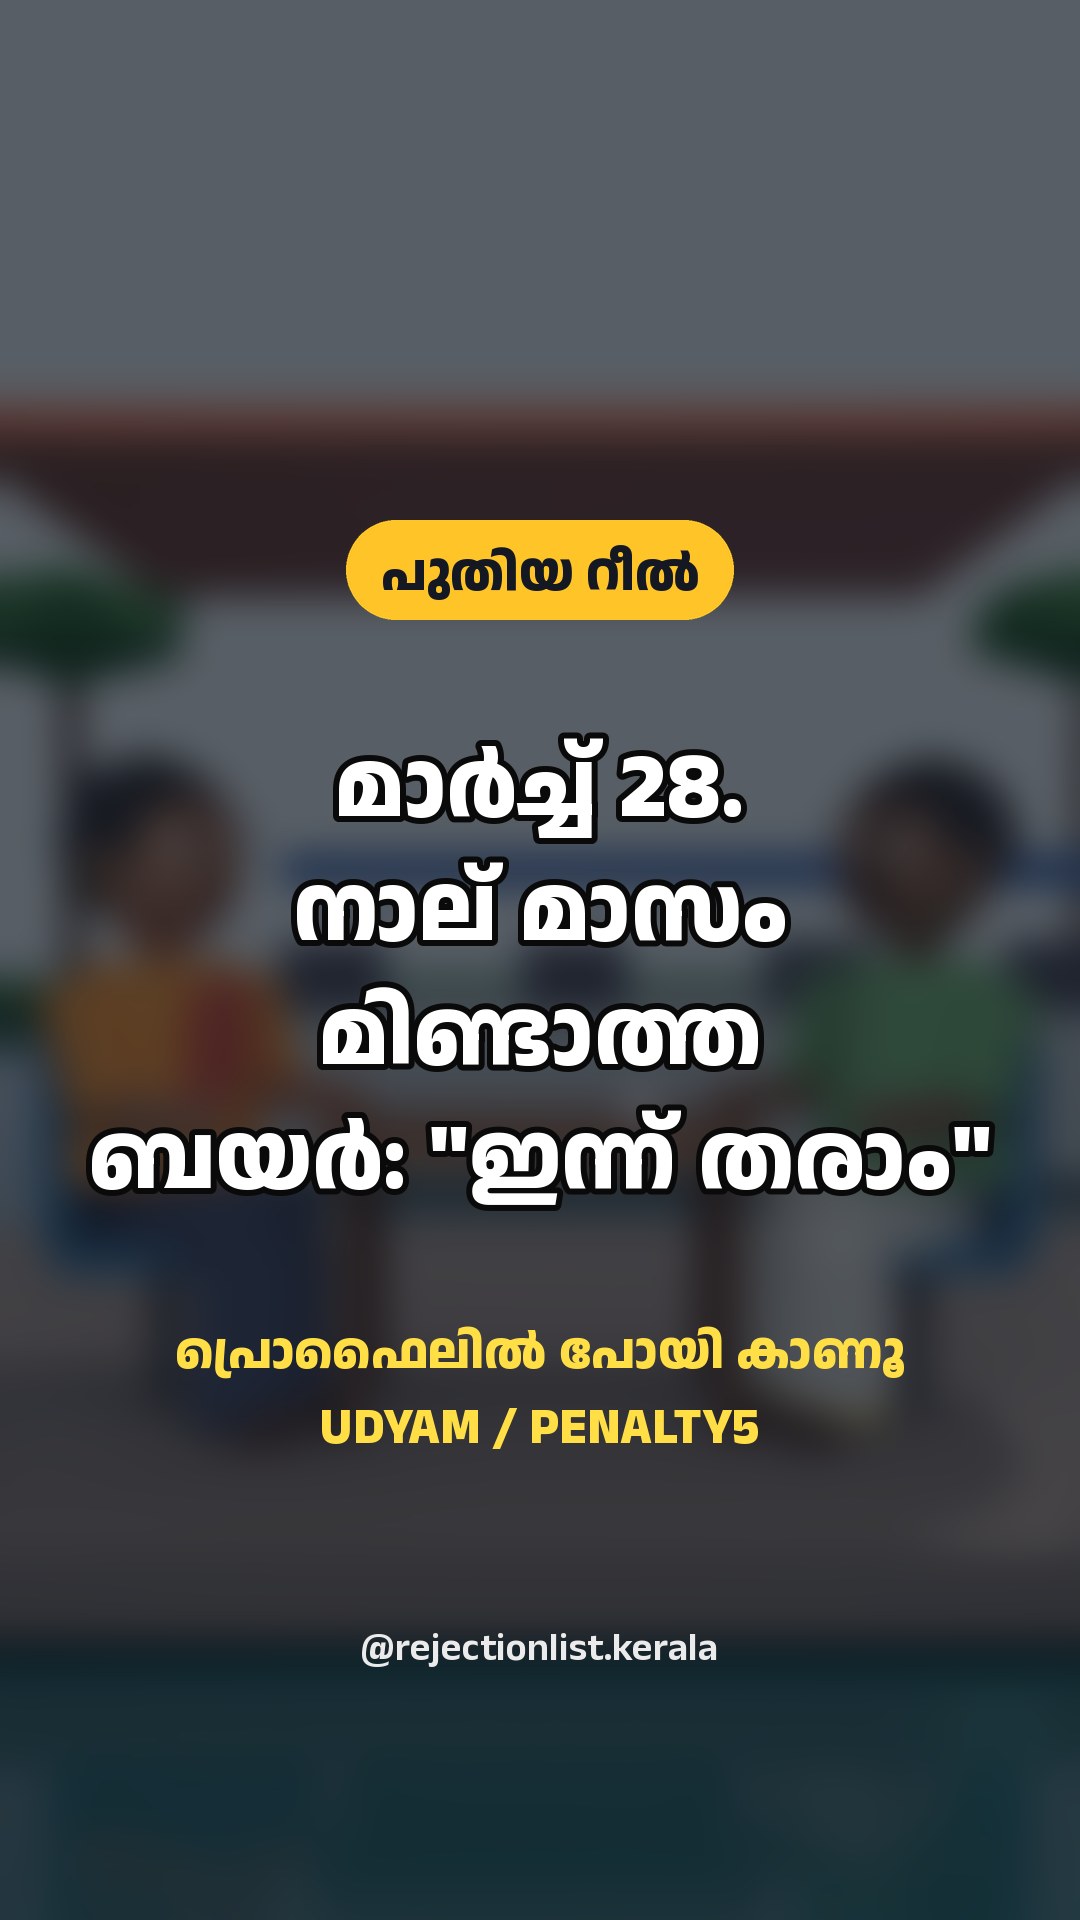 പുതിയ റീൽ
മാർച്ച് 28.
നാല് മാസം
മിണ്ടാത്ത
ബയർ: "ഇന്ന് തരാം"
പ്രൊഫൈലിൽ പോയി കാണൂ
UDYAM / PENALTY5
@rejectionlist.kerala